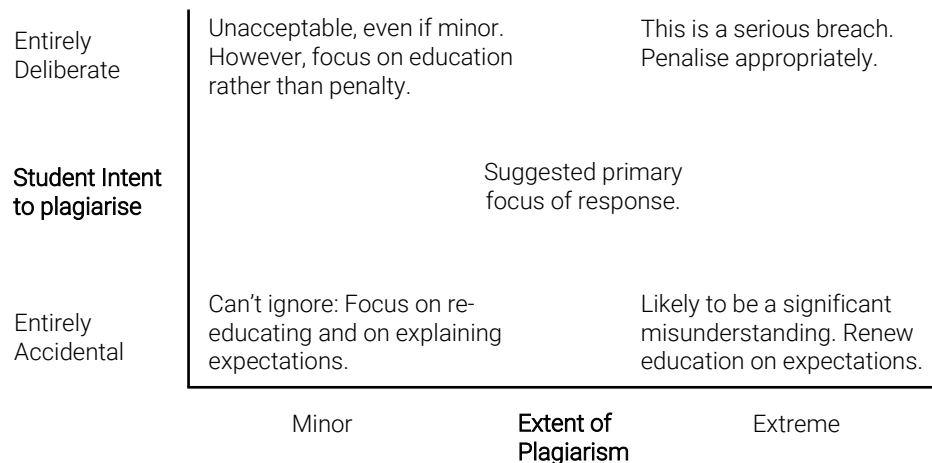 Entirely
Deliberate
Unacceptable, even if minor.
However, focus on education
rather than penalty.
This is a serious breach.
Penalise appropriately.
Student Intent
to plagiarise
Suggested primary
focus of response.
Entirely
Accidental
Can’t ignore: Focus on re-
educating and on explaining
expectations.
Likely to be a significant
misunderstanding. Renew
education on expectations.
Minor
Extent of
Plagiarism
Extreme